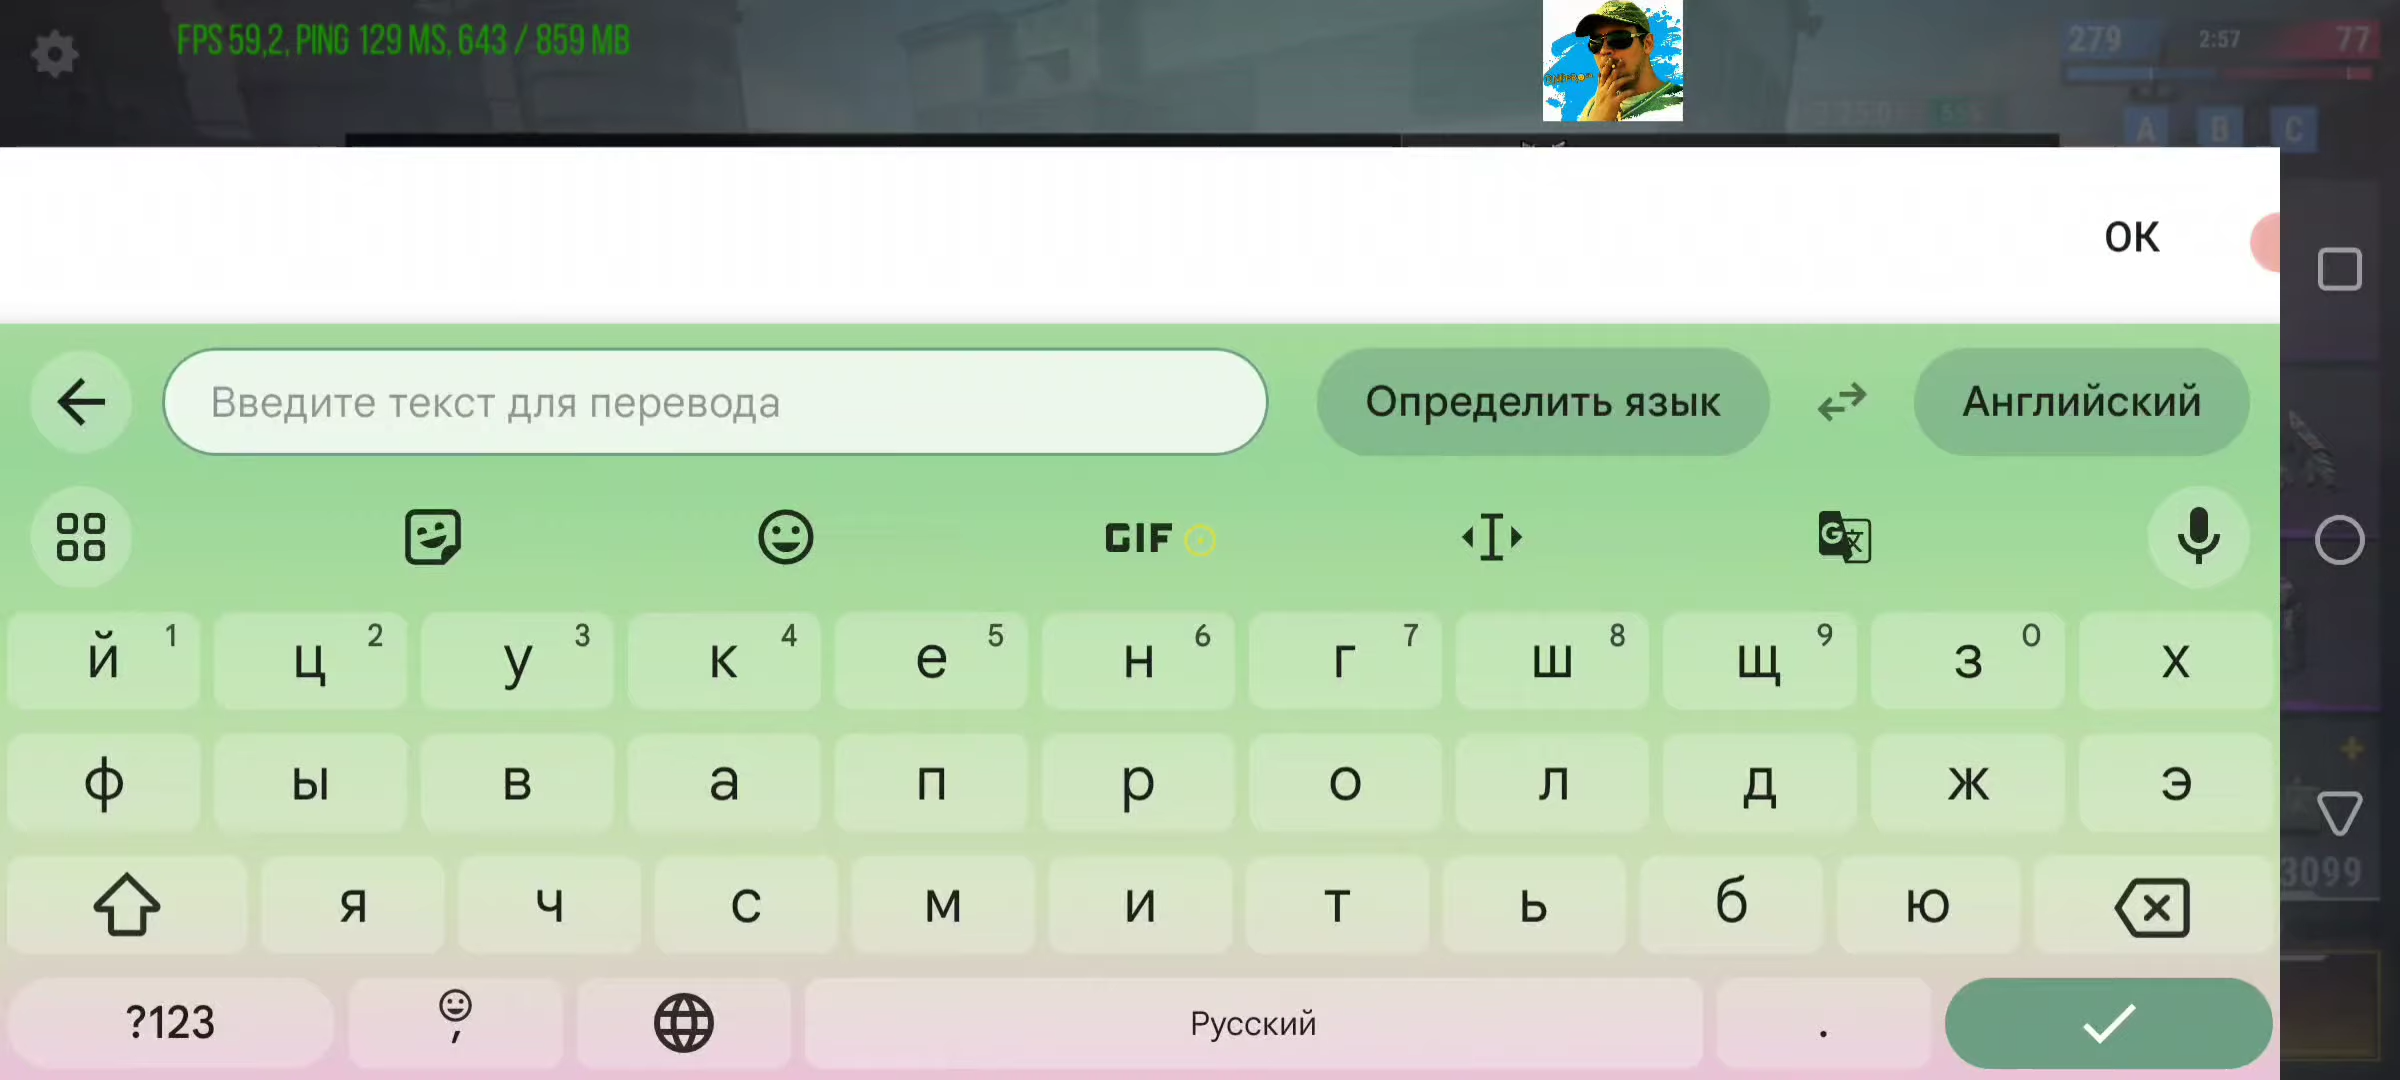 FPS 59,2, PING 129 MS, 643 / 859 MB
279 2:57 77
A B C
OK
Введите текст для перевода
Определить язык
Английский
GIF
й 1 ц 2 у 3 к 4 е 5 н 6 г 7 ш 8 щ 9 з 0 х
ф ы в а п р о л д ж э
я ч с м и т ь б ю
3099
?123 , Русский .